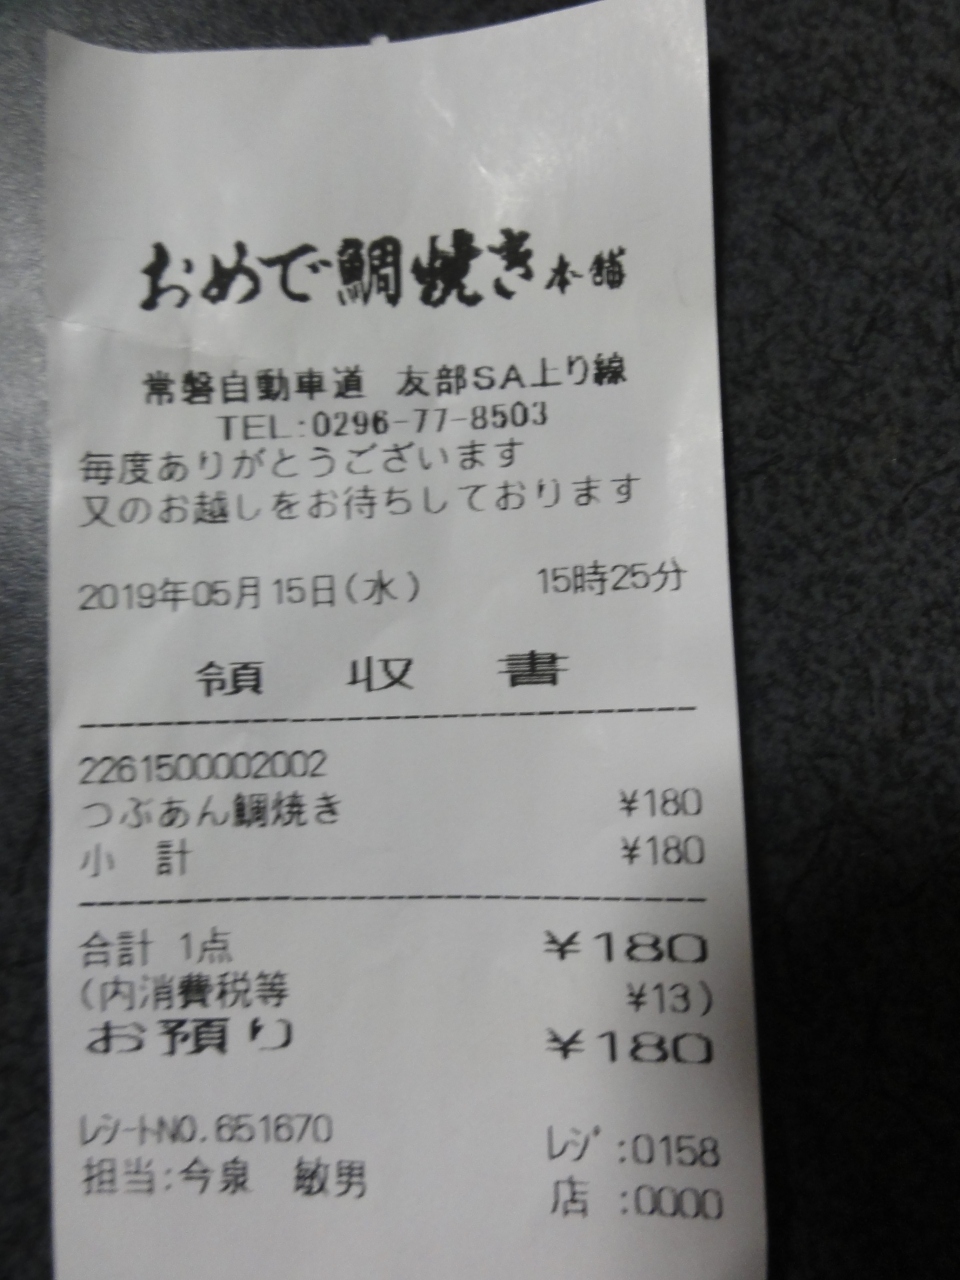 おめで鯛焼き本舗
常磐自動車道 友部SA上り線
TEL:0296-77-8503
毎度ありがとうございます
又のお越しをお待ちしております
2019年05月15日(水) 15時25分
領収書
2261500002002
つぶあん鯛焼き ¥180
小計 ¥180
合計 1点 ¥180
(内消費税等 ¥13)
お預り ¥180
ﾚｼｰﾄNO.651670 ﾚｼﾞ:0158
担当:今泉 敏男 店:0000